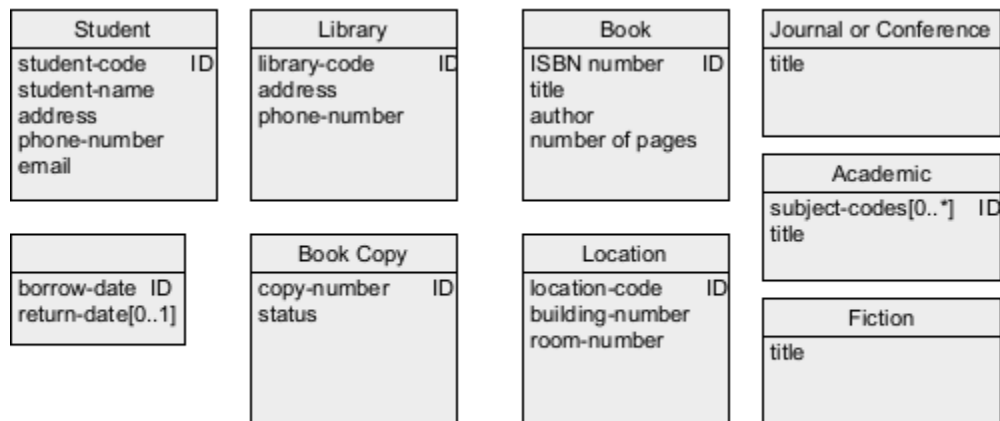 Student
student-code ID
student-name
address
phone-number
email
Library
library-code ID
address
phone-number
Book
ISBN number ID
title
author
number of pages
Journal or Conference
title
Academic
subject-codes[0..*] ID
title
borrow-date ID
return-date[0..1]
Book Copy
copy-number ID
status
Location
location-code ID
building-number
room-number
Fiction
title